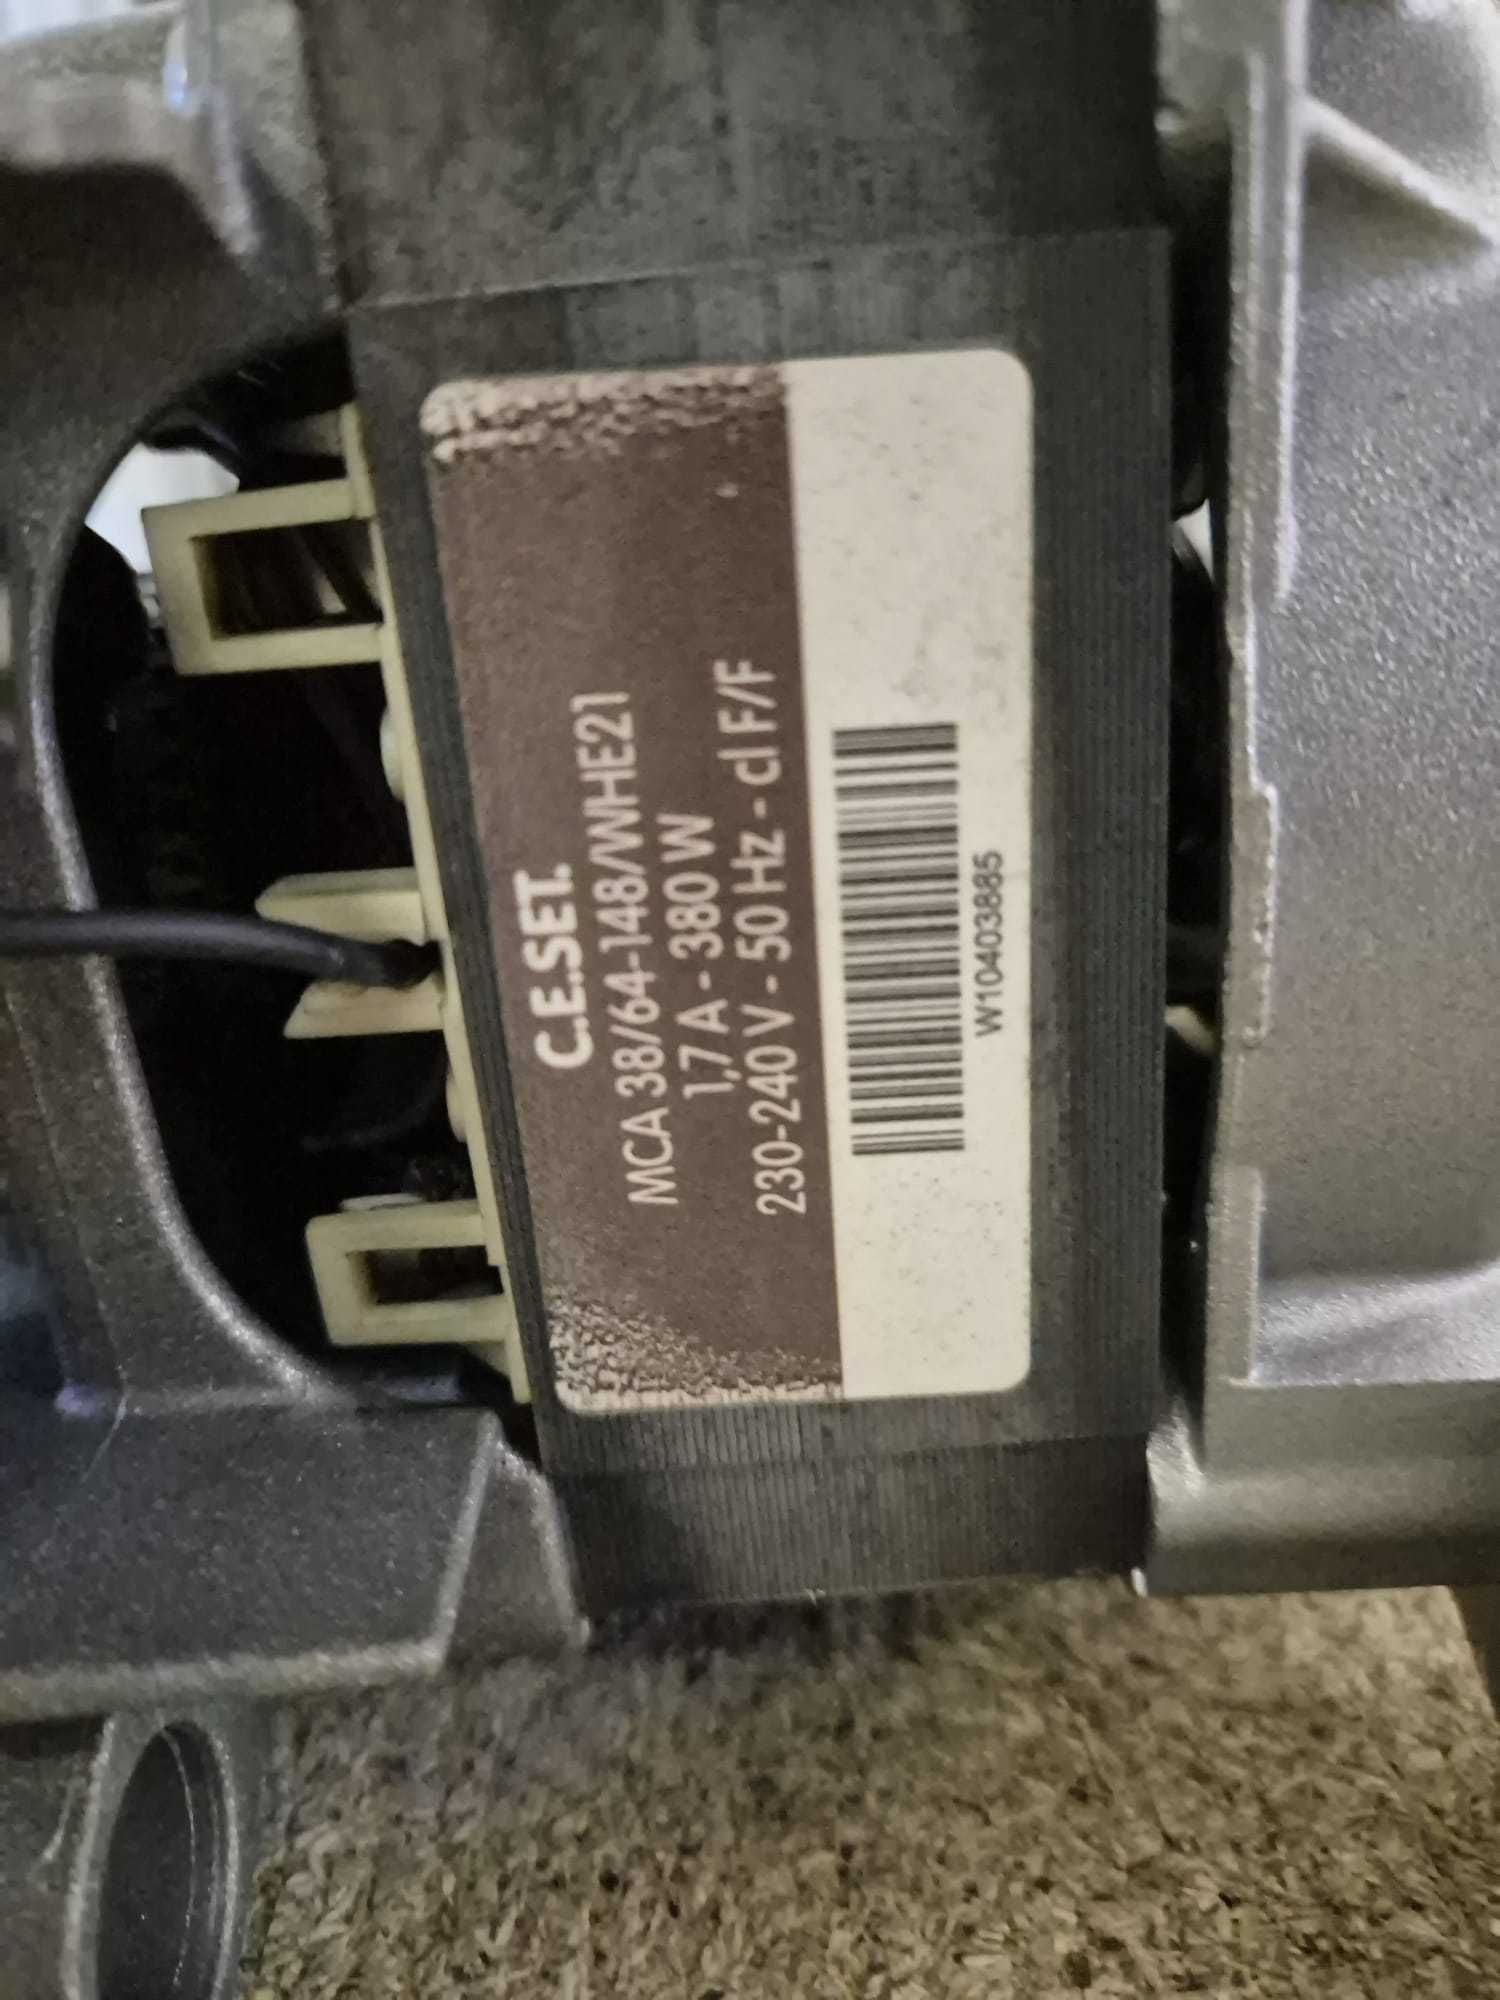 C.E.SET.
MCA 38/64-148/WHE21
1,7 A - 380 W
230-240 V - 50 Hz - cl F/F
W10403885